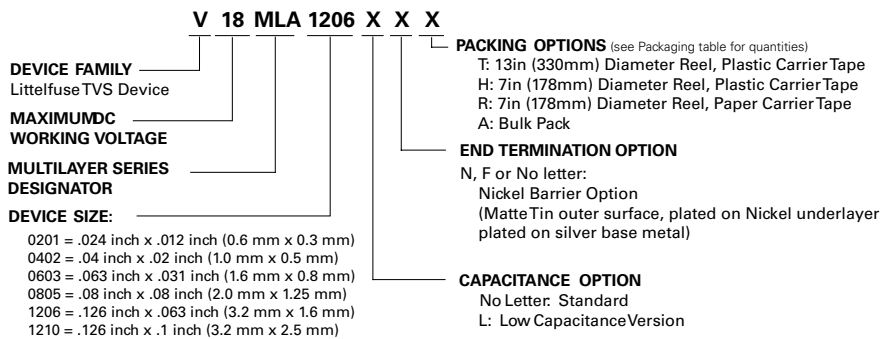 V 18 MLA 1206 X X X
DEVICE FAMILY
Littelfuse TVS Device
MAXIMUM DC
WORKING VOLTAGE
MULTILAYER SERIES
DESIGNATOR
DEVICE SIZE:
0201 = .024 inch x .012 inch (0.6 mm x 0.3 mm)
0402 = .04 inch x .02 inch (1.0 mm x 0.5 mm)
0603 = .063 inch x .031 inch (1.6 mm x 0.8 mm)
0805 = .08 inch x .08 inch (2.0 mm x 1.25 mm)
1206 = .126 inch x .063 inch (3.2 mm x 1.6 mm)
1210 = .126 inch x .1 inch (3.2 mm x 2.5 mm)
PACKING OPTIONS (see Packaging table for quantities)
T: 13in (330mm) Diameter Reel, Plastic Carrier Tape
H: 7in (178mm) Diameter Reel, Plastic Carrier Tape
R: 7in (178mm) Diameter Reel, Paper Carrier Tape
A: Bulk Pack
END TERMINATION OPTION
N, F or No letter:
Nickel Barrier Option
(Matte Tin outer surface, plated on Nickel underlayer
plated on silver base metal)
CAPACITANCE OPTION
No Letter: Standard
L: Low Capacitance Version